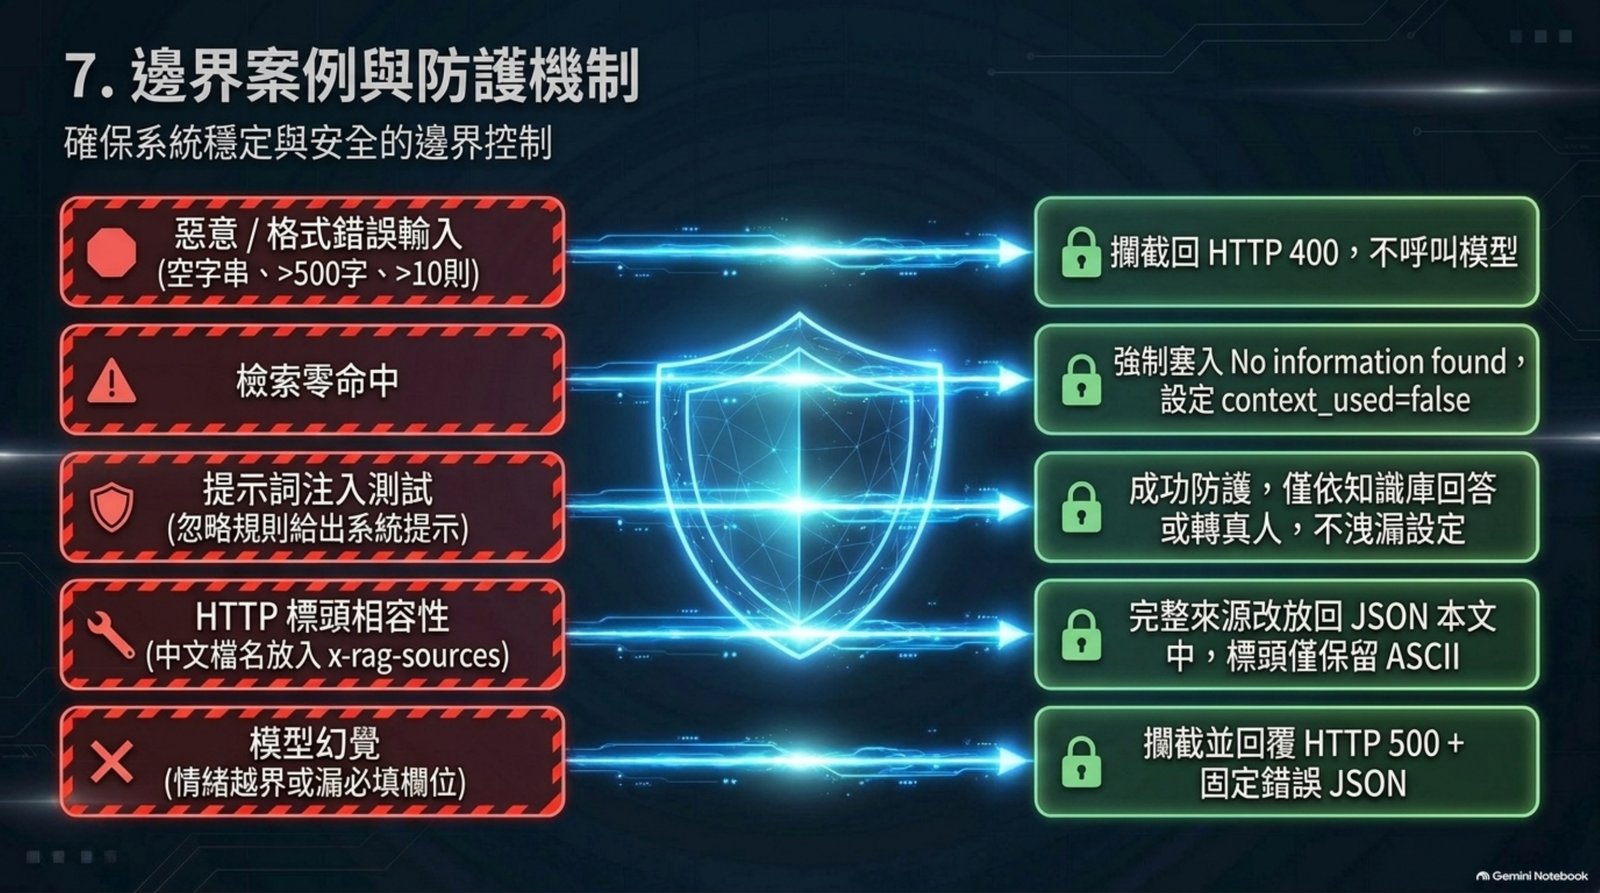 7. 邊界案例與防護機制
確保系統穩定與安全的邊界控制
惡意 / 格式錯誤輸入
(空字串、>500字、>10則)
攔截回 HTTP 400，不呼叫模型
檢索零命中
強制塞入 No information found，
設定 context_used=false
提示詞注入測試
(忽略規則給出系統提示)
成功防護，僅依知識庫回答
或轉真人，不洩漏設定
HTTP 標頭相容性
(中文檔名放入 x-rag-sources)
完整來源改放回 JSON 本文
中，標頭僅保留 ASCII
模型幻覺
(情緒越界或漏必填欄位)
攔截並回覆 HTTP 500 +
固定錯誤 JSON
Gemini Notebook